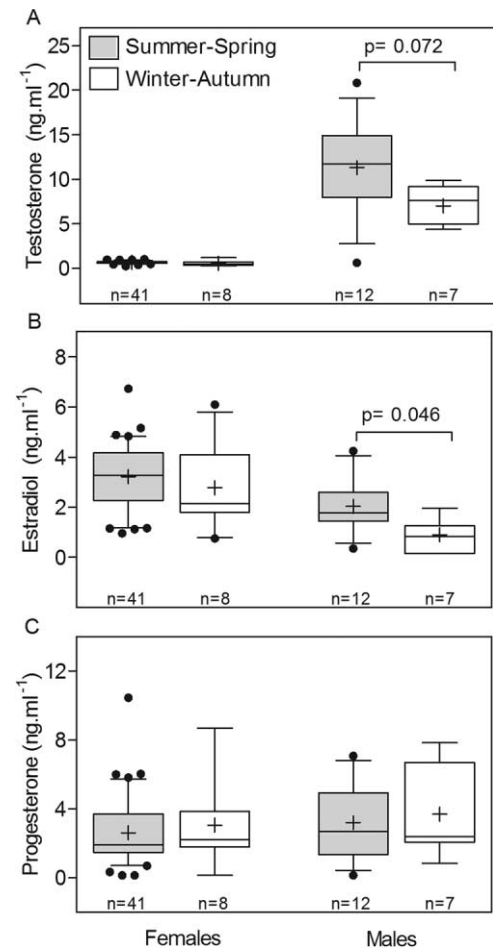 A
Testosterone (ng.ml⁻¹)
25
20
15
10
5
0
Summer-Spring
Winter-Autumn
p= 0.072
n=41 n=8 n=12 n=7
B
Estradiol (ng.ml⁻¹)
8
6
4
2
0
p= 0.046
n=41 n=8 n=12 n=7
C
Progesterone (ng.ml⁻¹)
12
8
4
0
n=41 n=8 n=12 n=7
Females Males